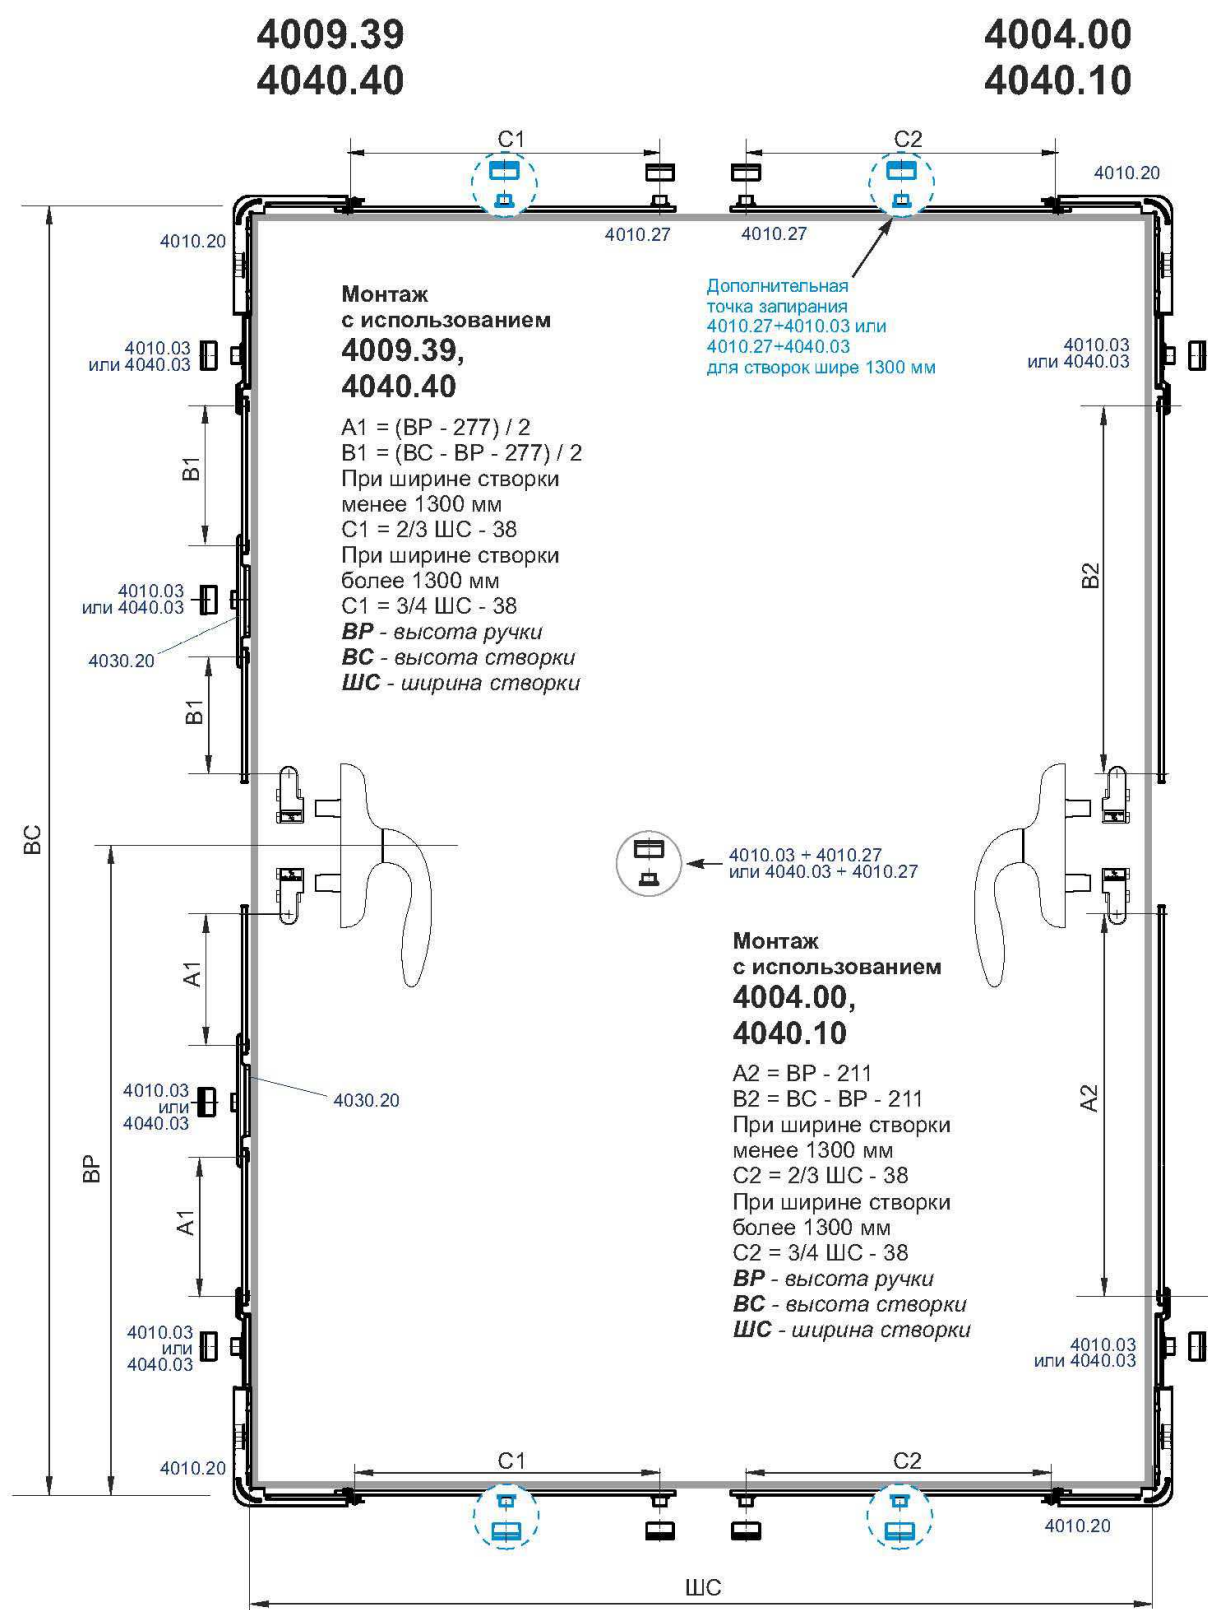 4009.39
4040.40
4004.00
4040.10
C1
C2
4010.20
4010.20
4010.27
4010.27
Монтаж
с использованием
4009.39,
4040.40
A1 = (ВР - 277) / 2
B1 = (ВС - ВР - 277) / 2
При ширине створки
менее 1300 мм
C1 = 2/3 ШС - 38
При ширине створки
более 1300 мм
C1 = 3/4 ШС - 38
ВР - высота ручки
ВС - высота створки
ШС - ширина створки
Дополнительная
точка запирания
4010.27+4010.03 или
4010.27+4040.03
для створок шире 1300 мм
4010.03
или 4040.03
4010.03
или 4040.03
B1
B2
4010.03
или 4040.03
4030.20
B1
ВС
4010.03 + 4010.27
или 4040.03 + 4010.27
Монтаж
с использованием
4004.00,
4040.10
A2 = ВР - 211
B2 = ВС - ВР - 211
При ширине створки
менее 1300 мм
C2 = 2/3 ШС - 38
При ширине створки
более 1300 мм
C2 = 3/4 ШС - 38
ВР - высота ручки
ВС - высота створки
ШС - ширина створки
A1
A2
4010.03
или
4040.03
4030.20
ВР
A1
4010.03
или
4040.03
4010.03
или 4040.03
4010.20
C1
C2
4010.20
ШС